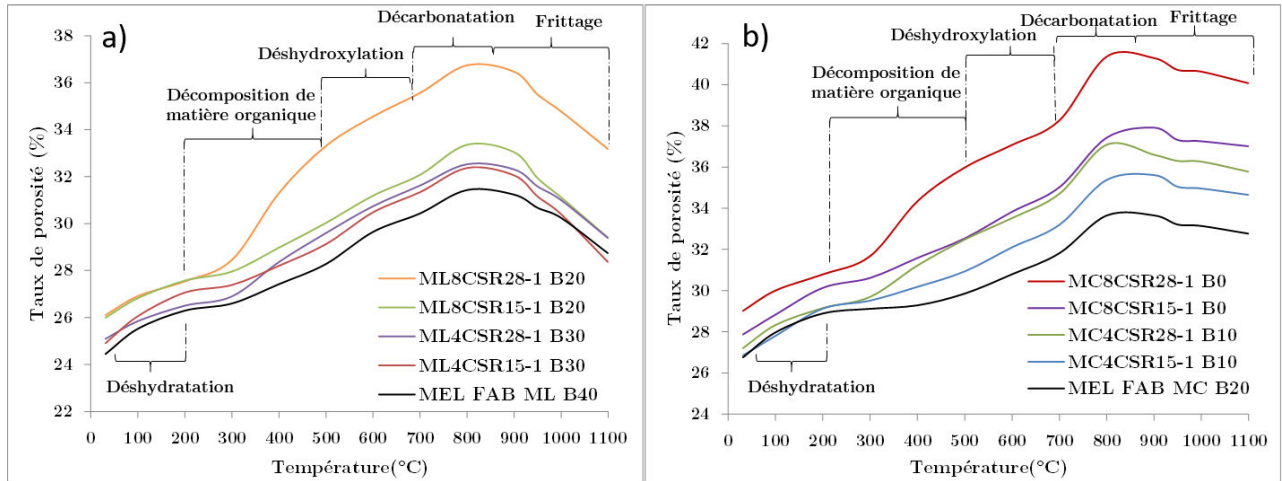 a)
Décarbonatation
Frittage
Déshydroxylation
Décomposition de
matière organique
Déshydratation
Taux de porosité (%)
38
36
34
32
30
28
26
24
22
ML8CSR28-1 B20
ML8CSR15-1 B20
ML4CSR28-1 B30
ML4CSR15-1 B30
MEL FAB ML B40
0 100 200 300 400 500 600 700 800 900 1000 1100
Température(°C)
b)
Décarbonatation
Frittage
Déshydroxylation
Décomposition de
matière organique
Déshydratation
Taux de porosité (%)
42
40
38
36
34
32
30
28
26
24
MC8CSR28-1 B0
MC8CSR15-1 B0
MC4CSR28-1 B10
MC4CSR15-1 B10
MEL FAB MC B20
0 100 200 300 400 500 600 700 800 900 1000 1100
Température(°C)